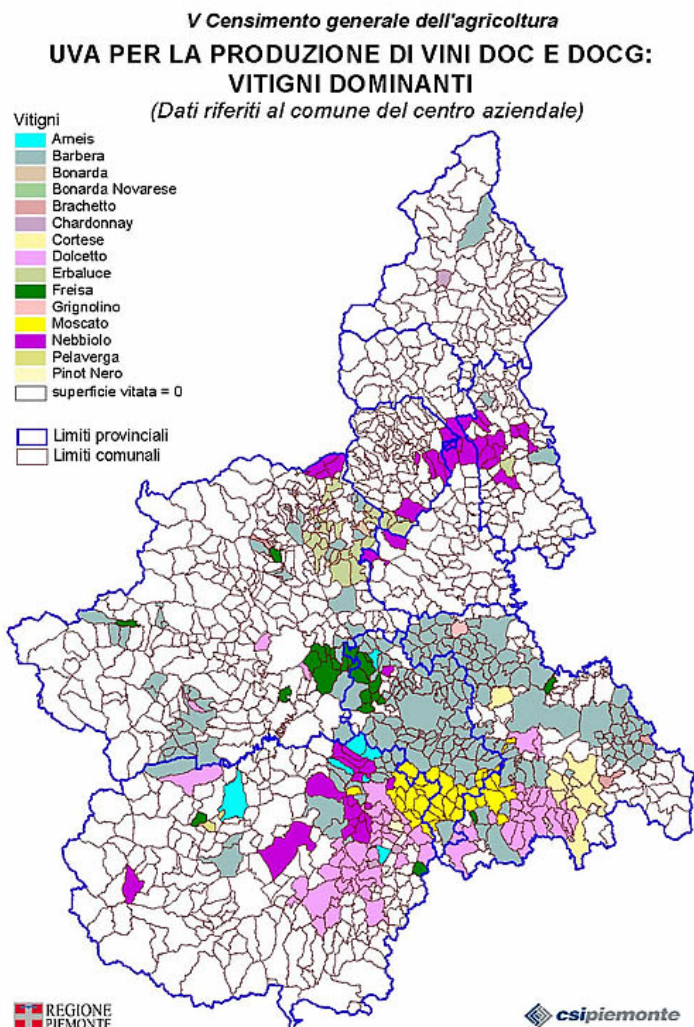 V Censimento generale dell'agricoltura
UVA PER LA PRODUZIONE DI VINI DOC E DOCG:
VITIGNI DOMINANTI
(Dati riferiti al comune del centro aziendale)
Vitigni
Arneis
Barbera
Bonarda
Bonarda Novarese
Brachetto
Chardonnay
Cortese
Dolcetto
Erbaluce
Freisa
Grignolino
Moscato
Nebbiolo
Pelaverga
Pinot Nero
superficie vitata = 0
Limiti provinciali
Limiti comunali
REGIONE
PIEMONTE
csipiemonte